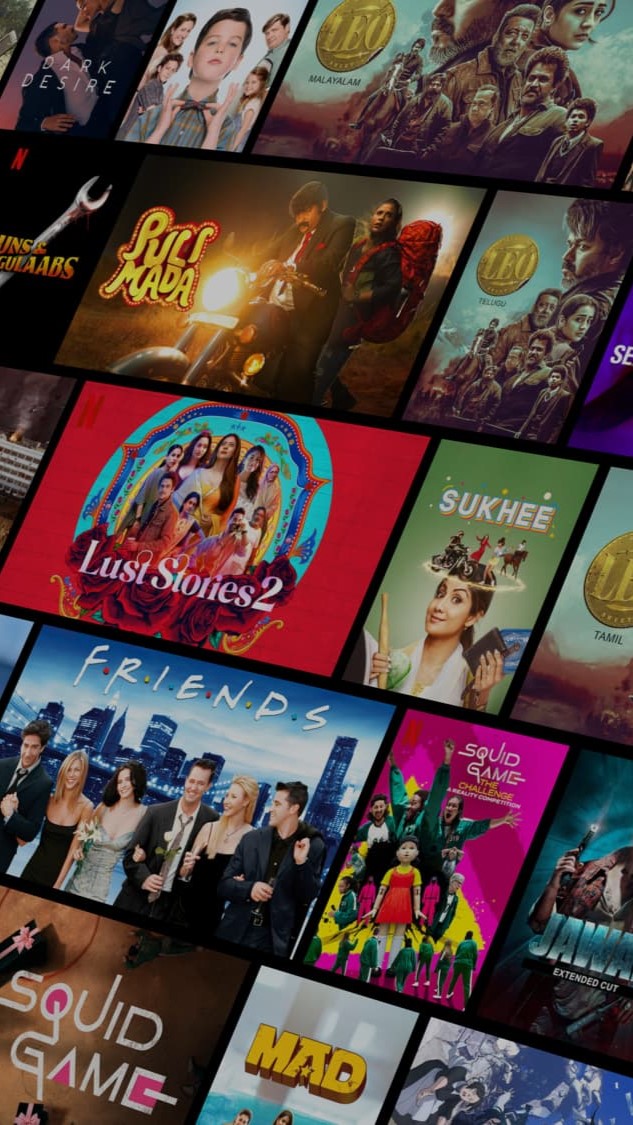 DARK
DESIRE
LEO
MALAYALAM
N
GUNS &
GULAABS
PULI
MADA
LEO
TELUGU
SE
N
Lust Stories 2
SUKHEE
LEO
TAMIL
F·R·I·E·N·D·S
N
SQUID
GAME
THE
CHALLENGE
A REALITY COMPETITION
JAWA
EXTENDED CUT
SQUID
GAME
MAD